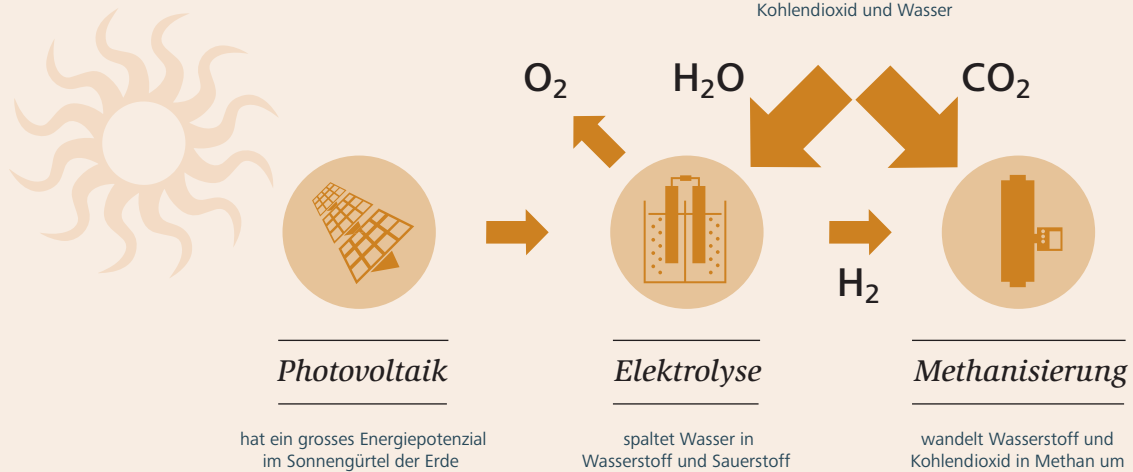 Kohlendioxid und Wasser
O₂
H₂O
CO₂
H₂
Photovoltaik
hat ein grosses Energiepotenzial
im Sonnengürtel der Erde
Elektrolyse
spaltet Wasser in
Wasserstoff und Sauerstoff
Methanisierung
wandelt Wasserstoff und
Kohlendioxid in Methan um